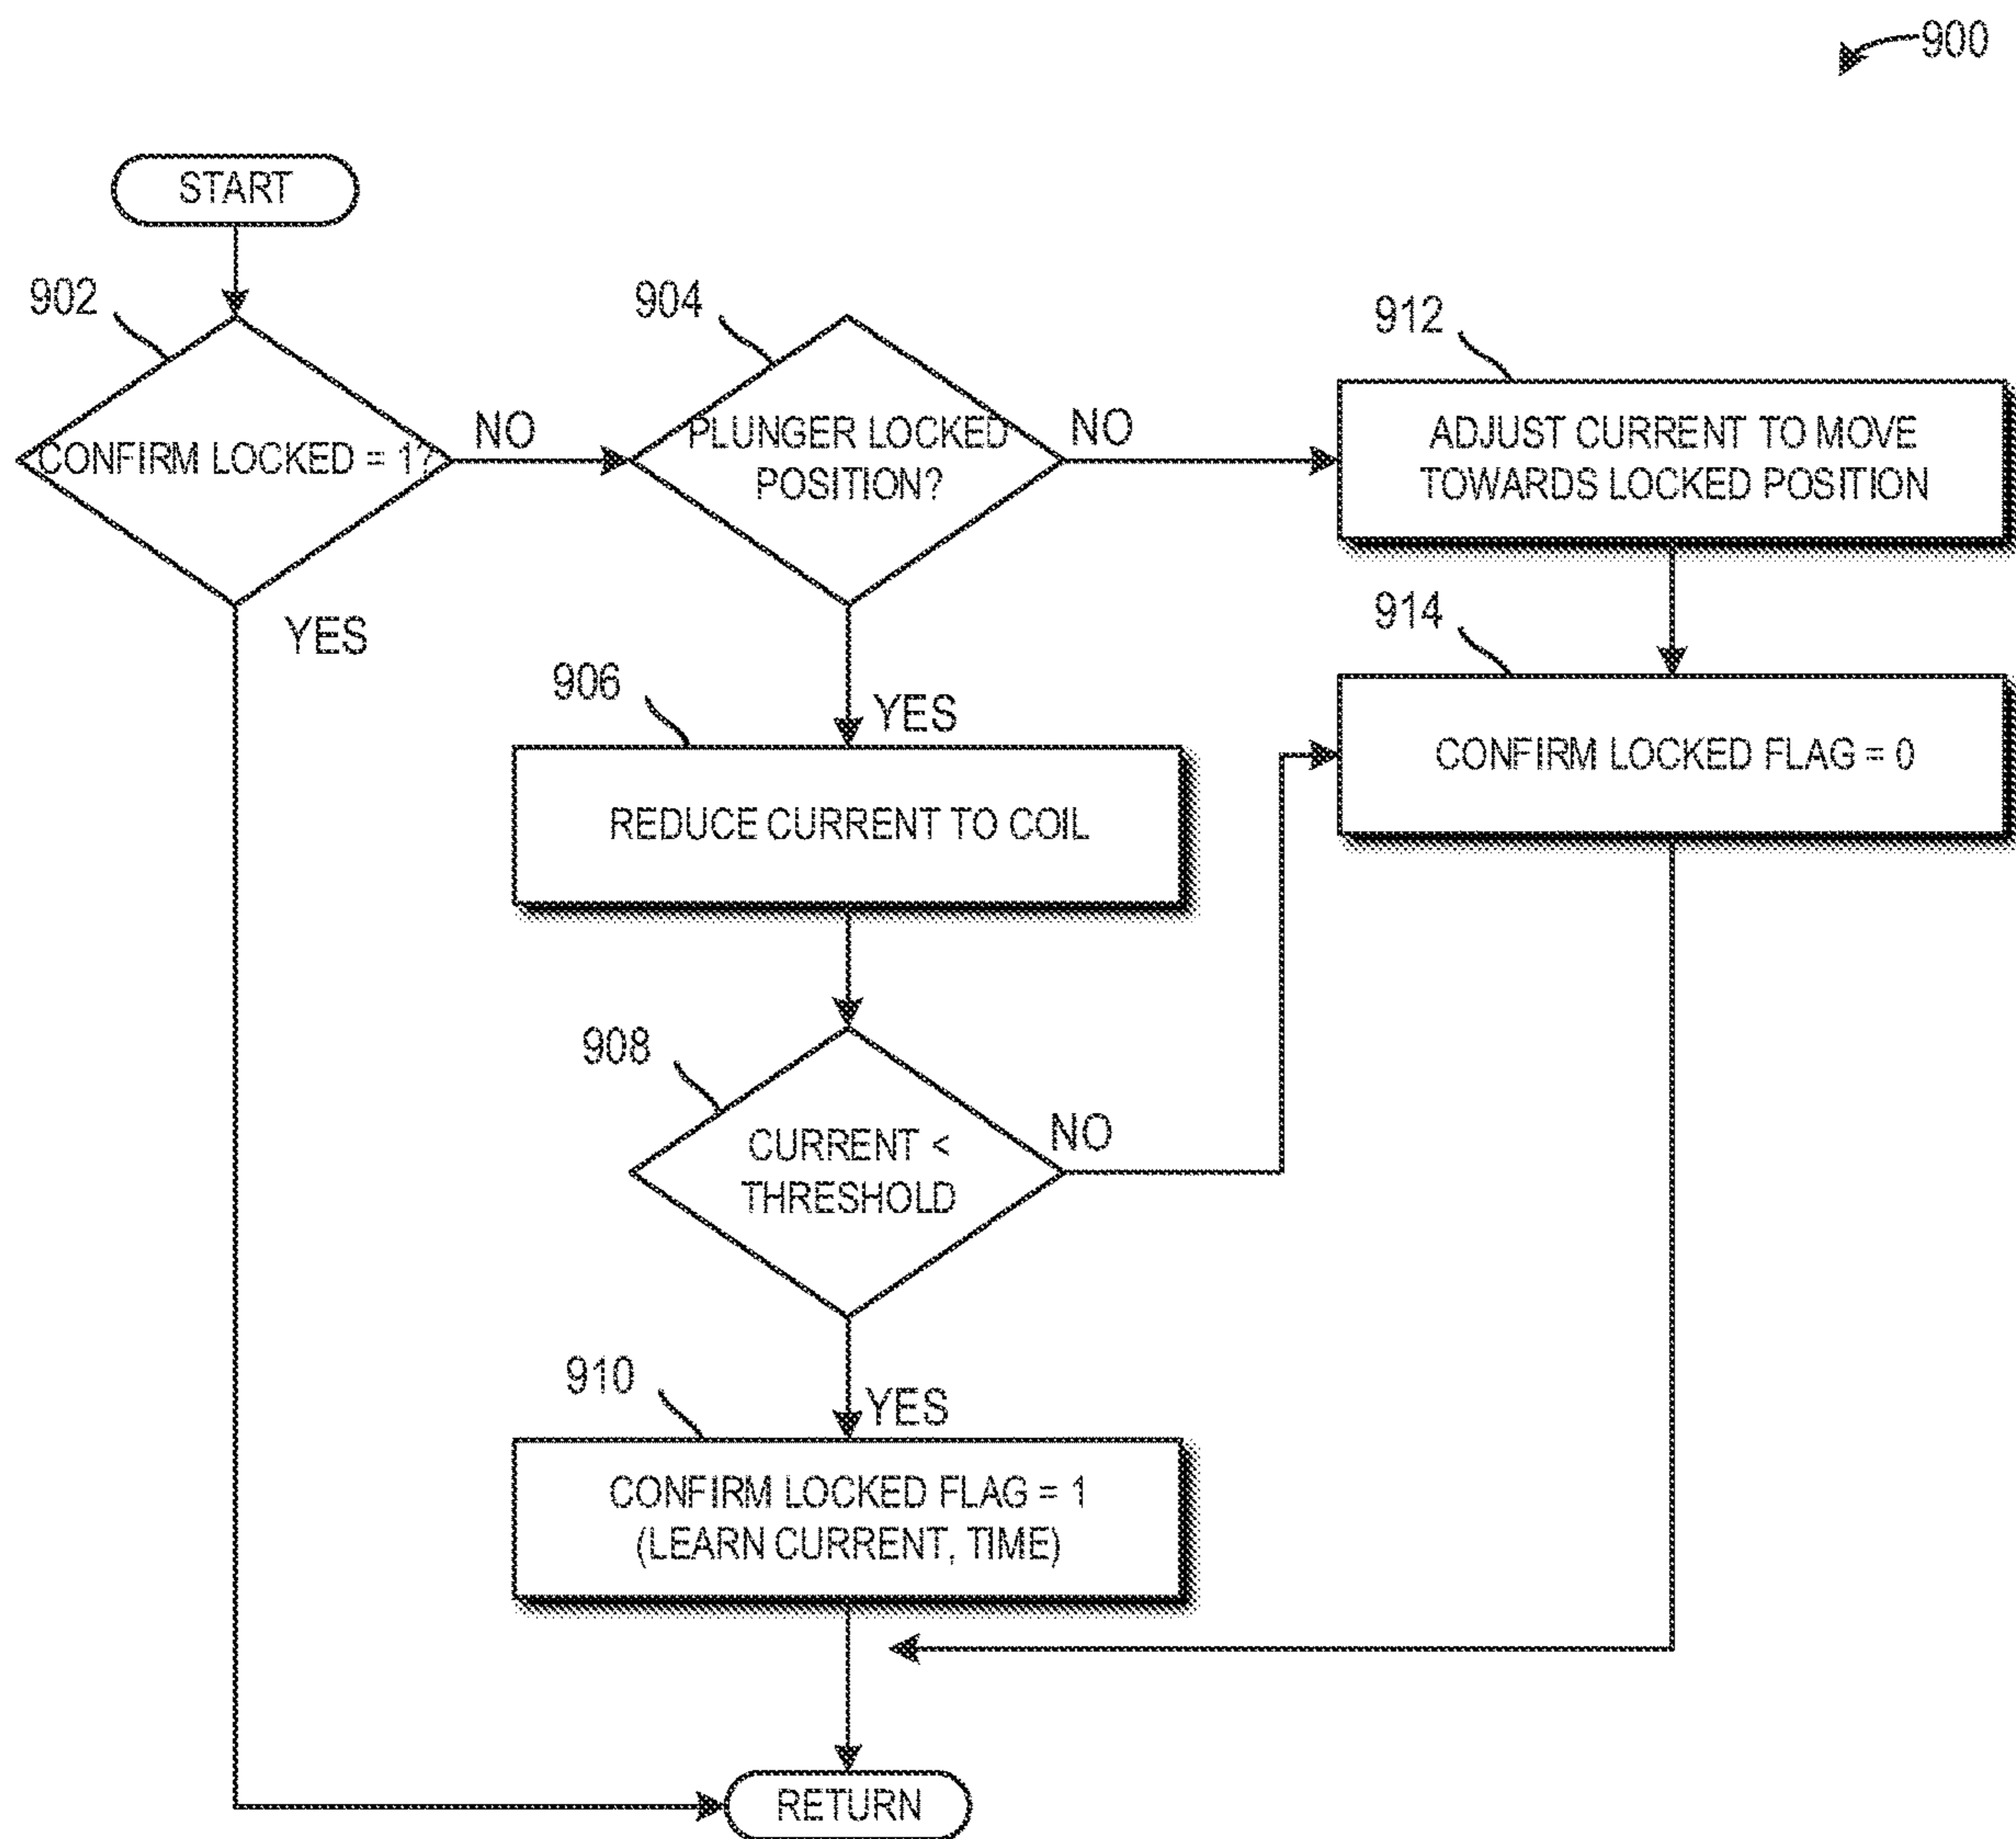 900
START
902
CONFIRM LOCKED = 1?
NO
YES
904
PLUNGER LOCKED
POSITION?
NO
YES
912
ADJUST CURRENT TO MOVE
TOWARDS LOCKED POSITION
914
CONFIRM LOCKED FLAG = 0
906
REDUCE CURRENT TO COIL
908
CURRENT <
THRESHOLD
NO
YES
910
CONFIRM LOCKED FLAG = 1
(LEARN CURRENT, TIME)
RETURN